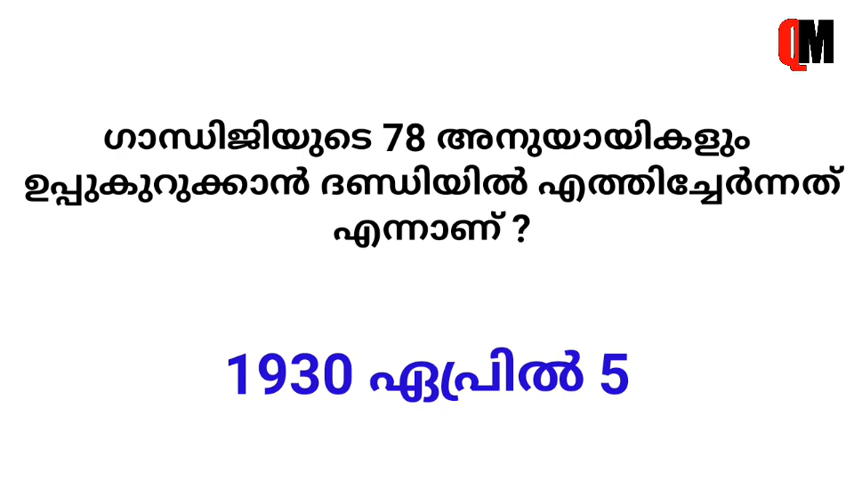 QM
ഗാന്ധിജിയുടെ 78 അനുയായികളും
ഉപ്പുകുറുക്കാൻ ദണ്ഡിയിൽ എത്തിച്ചേർന്നത്
എന്നാണ് ?
1930 ഏപ്രിൽ 5